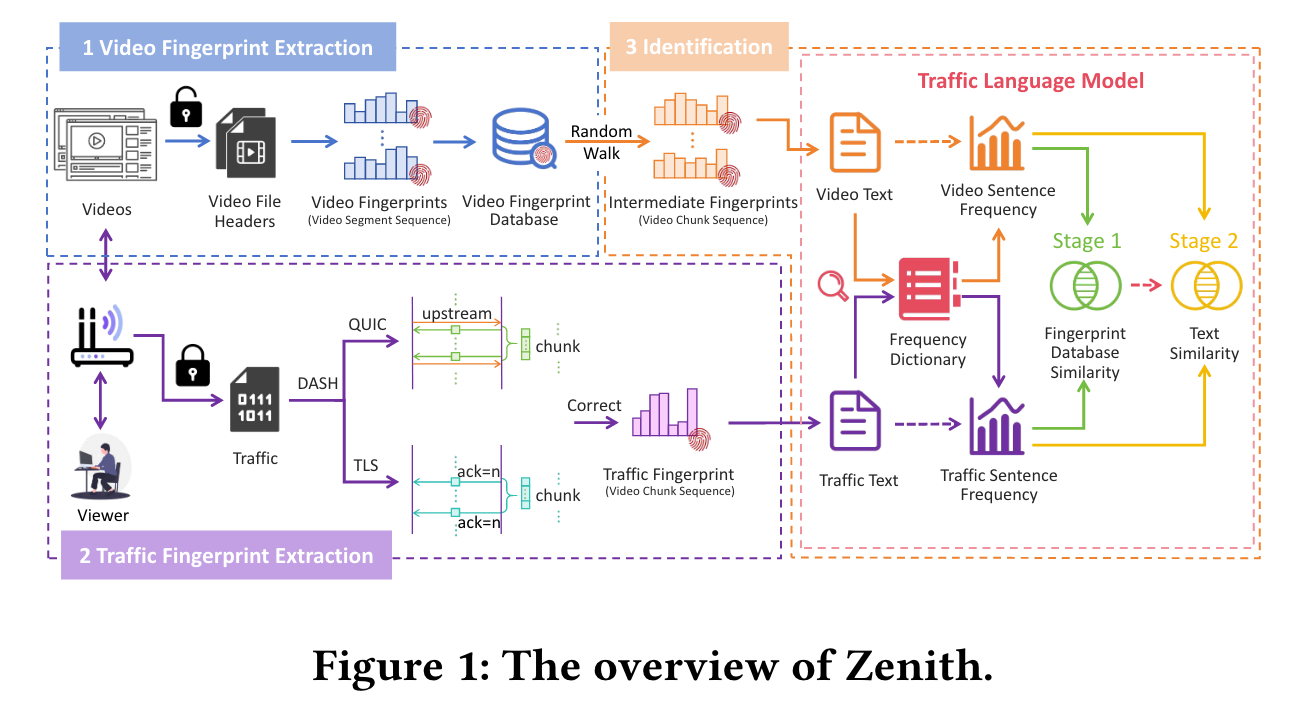 1 Video Fingerprint Extraction
Videos
Video File
Headers
Video Fingerprints
(Video Segment Sequence)
Video Fingerprint
Database
Random
Walk
3 Identification
Intermediate Fingerprints
(Video Chunk Sequence)
Traffic Language Model
Video Text
Video Sentence
Frequency
Stage 1
Stage 2
Frequency
Dictionary
Fingerprint
Database
Similarity
Text
Similarity
Traffic Text
Traffic Sentence
Frequency
Viewer
0111
1011
Traffic
DASH
QUIC
upstream
chunk
TLS
ack=n
chunk
ack=n
Correct
Traffic Fingerprint
(Video Chunk Sequence)
2 Traffic Fingerprint Extraction
Figure 1: The overview of Zenith.